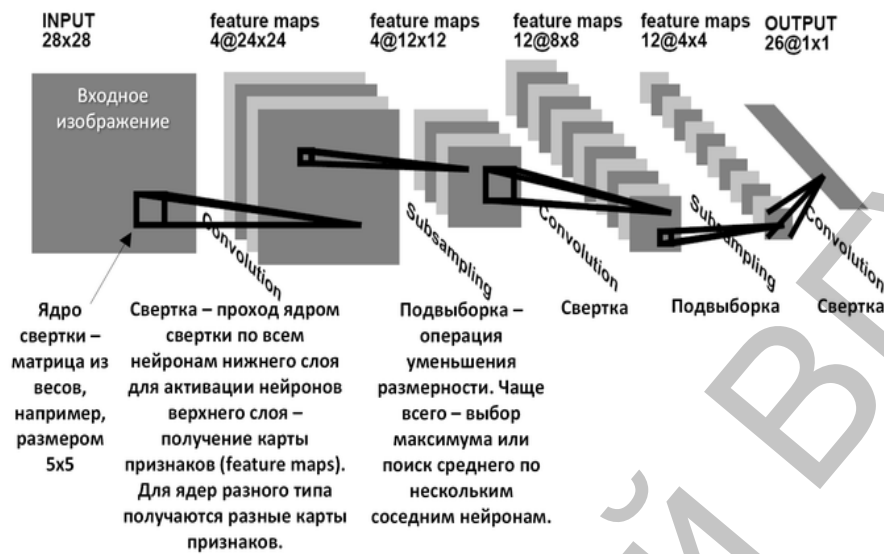 INPUT
28x28
feature maps
4@24x24
feature maps
4@12x12
feature maps
12@8x8
feature maps
12@4x4
OUTPUT
26@1x1
Входное
изображение
Convolution
Subsampling
Convolution
Subsampling
Convolution
Ядро
свертки –
матрица из
весов,
например,
размером
5x5
Свертка – проход ядром
свертки по всем
нейронам нижнего слоя
для активации нейронов
верхнего слоя –
получение карты
признаков (feature maps).
Для ядер разного типа
получаются разные карты
признаков.
Подвыборка –
операция
уменьшения
размерности. Чаще
всего – выбор
максимума или
поиск среднего по
нескольким
соседним нейронам.
Свертка
Подвыборка
Свертка